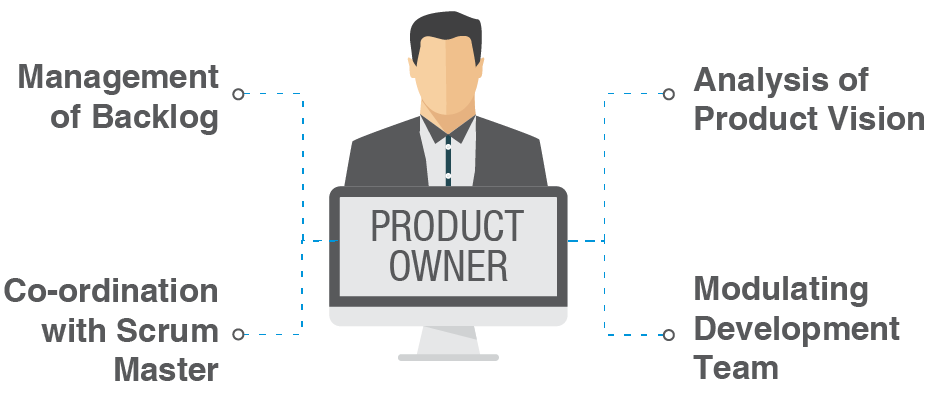 Management
of Backlog
Analysis of
Product Vision
PRODUCT
OWNER
Co-ordination
with Scrum
Master
Modulating
Development
Team